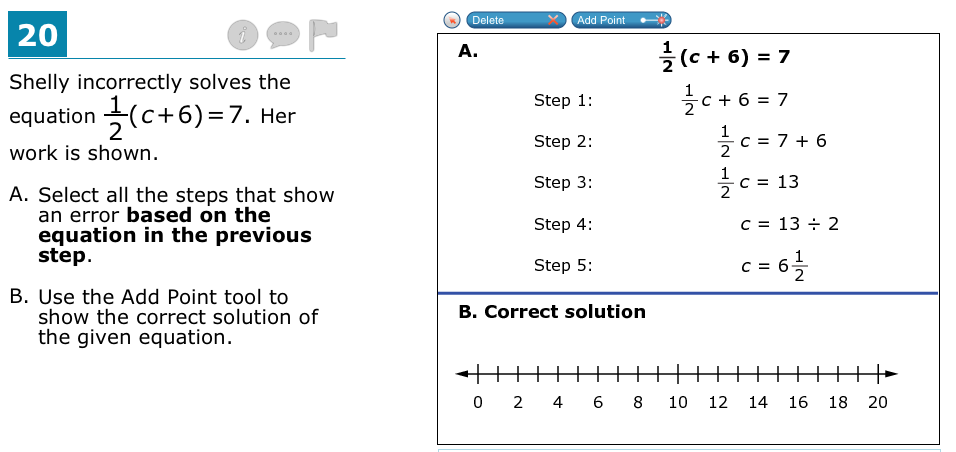 20
Shelly incorrectly solves the
equation 1/2(c+6)=7. Her
work is shown.
A. Select all the steps that show
an error based on the
equation in the previous
step.
B. Use the Add Point tool to
show the correct solution of
the given equation.
Delete Add Point
A. 1/2(c + 6) = 7
Step 1: 1/2 c + 6 = 7
Step 2: 1/2 c = 7 + 6
Step 3: 1/2 c = 13
Step 4: c = 13 ÷ 2
Step 5: c = 6 1/2
B. Correct solution
0 2 4 6 8 10 12 14 16 18 20